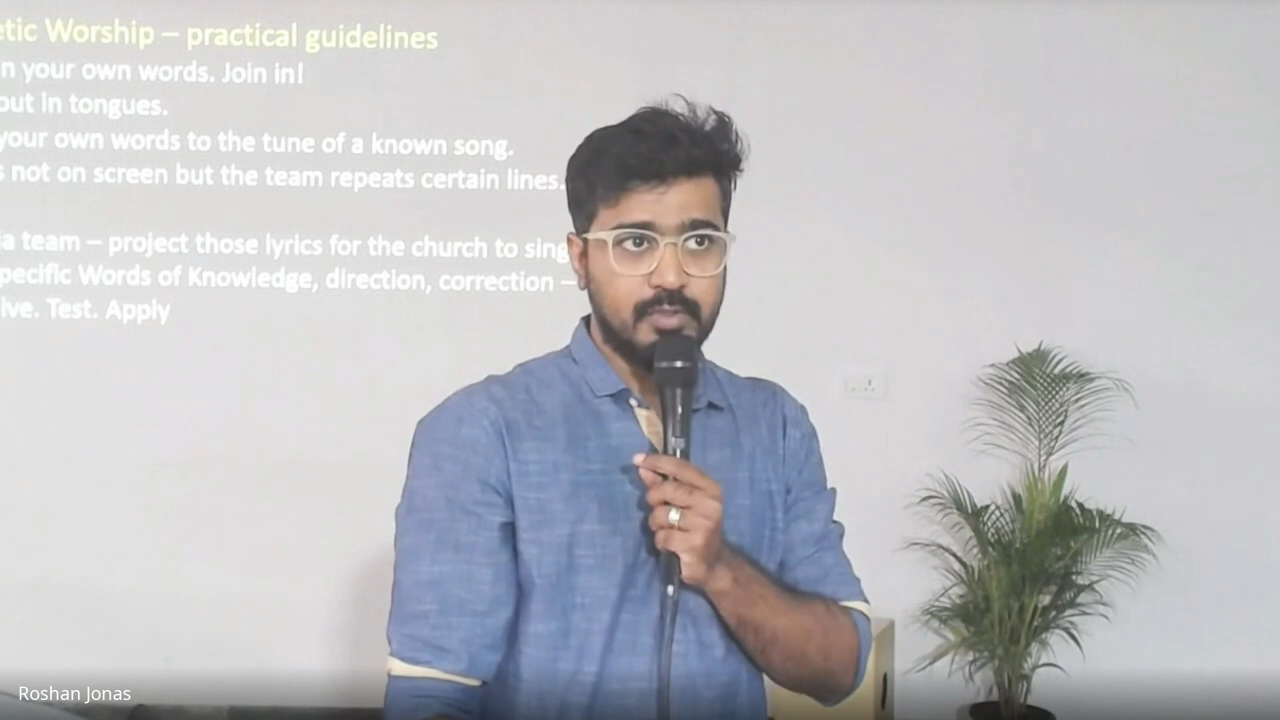 etic Worship – practical guidelines
n your own words. Join in!
out in tongues.
your own words to the tune of a known song.
s not on screen but the team repeats certain lines.
ia team – project those lyrics for the church to sing
pecific Words of Knowledge, direction, correction –
ive. Test. Apply
Roshan Jonas